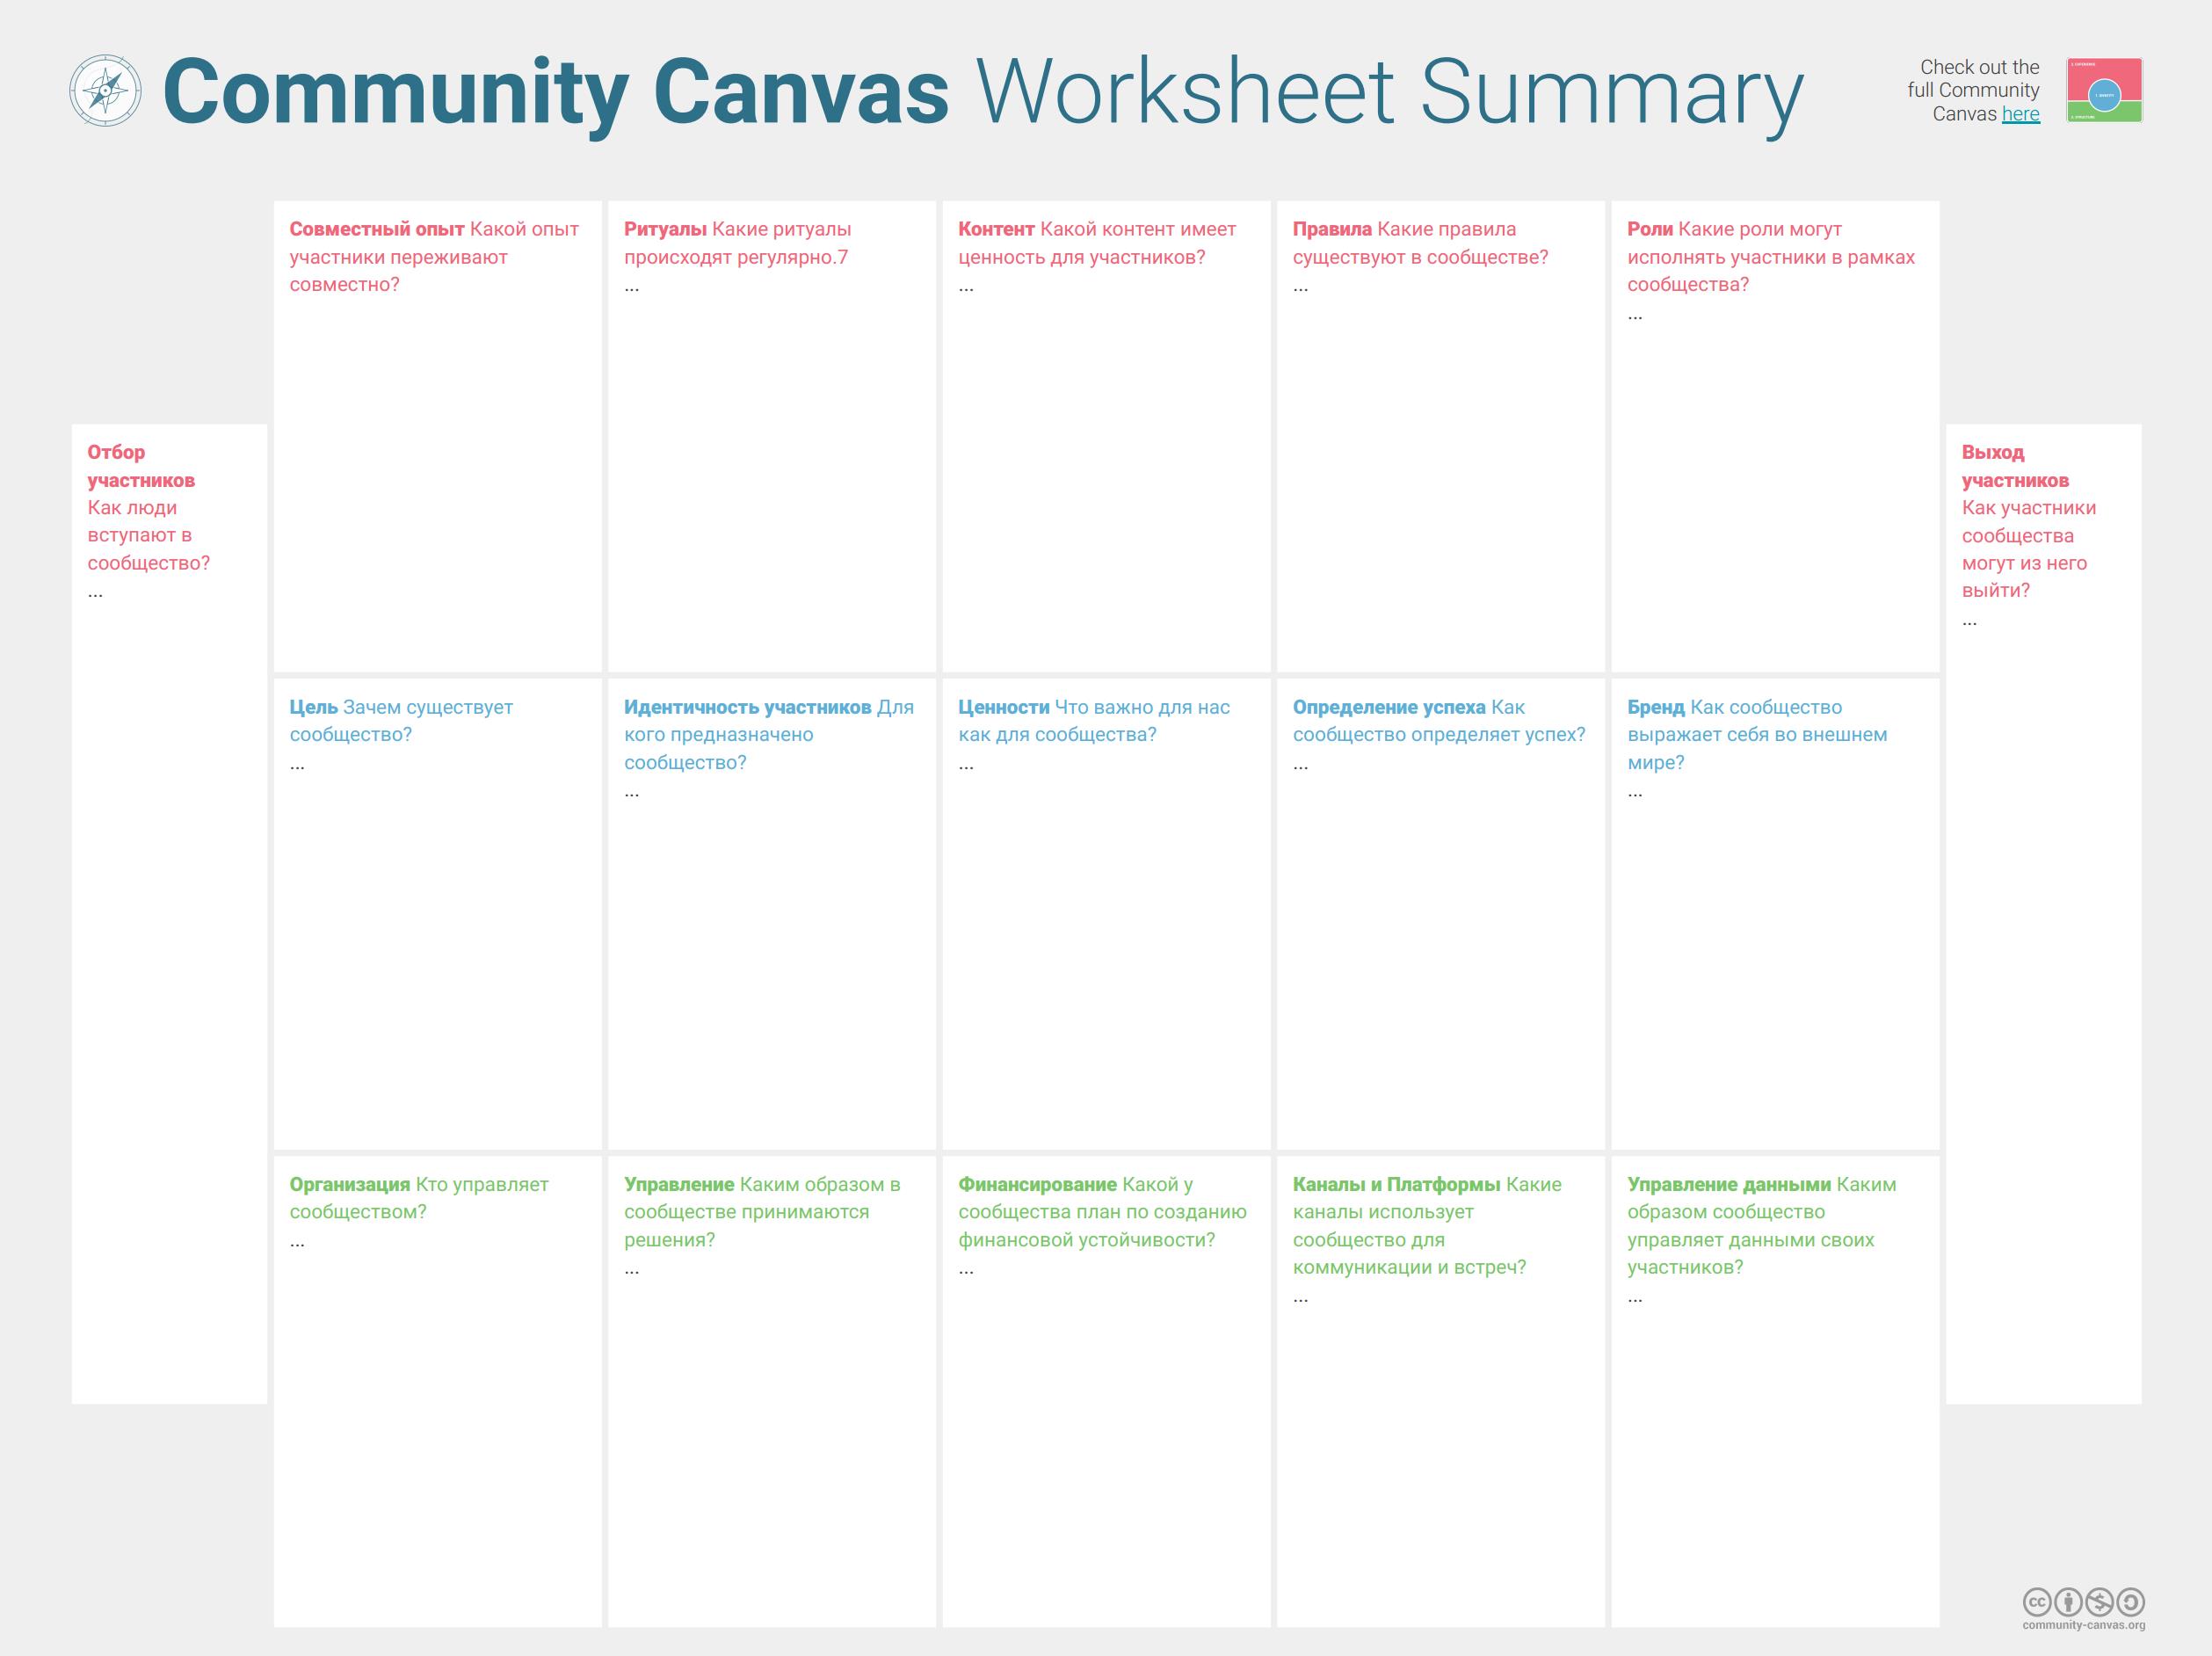 Community Canvas Worksheet Summary
Check out the
full Community
Canvas here
Совместный опыт Какой опыт
участники переживают
совместно?
Ритуалы Какие ритуалы
происходят регулярно.7
...
Контент Какой контент имеет
ценность для участников?
...
Правила Какие правила
существуют в сообществе?
...
Роли Какие роли могут
исполнять участники в рамках
сообщества?
...
Отбор
участников
Как люди
вступают в
сообщество?
...
Выход
участников
Как участники
сообщества
могут из него
выйти?
...
Цель Зачем существует
сообщество?
...
Идентичность участников Для
кого предназначено
сообщество?
...
Ценности Что важно для нас
как для сообщества?
...
Определение успеха Как
сообщество определяет успех?
...
Бренд Как сообщество
выражает себя во внешнем
мире?
...
Организация Кто управляет
сообществом?
...
Управление Каким образом в
сообществе принимаются
решения?
...
Финансирование Какой у
сообщества план по созданию
финансовой устойчивости?
...
Каналы и Платформы Какие
каналы использует
сообщество для
коммуникации и встреч?
...
Управление данными Каким
образом сообщество
управляет данными своих
участников?
...
cc
community-canvas.org